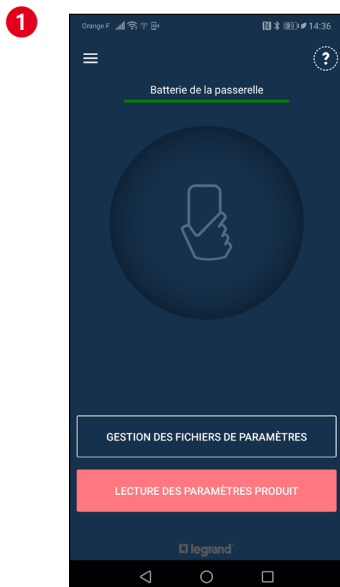 1
Orange F 14:36
?
Batterie de la passerelle
GESTION DES FICHIERS DE PARAMÈTRES
LECTURE DES PARAMÈTRES PRODUIT
legrand